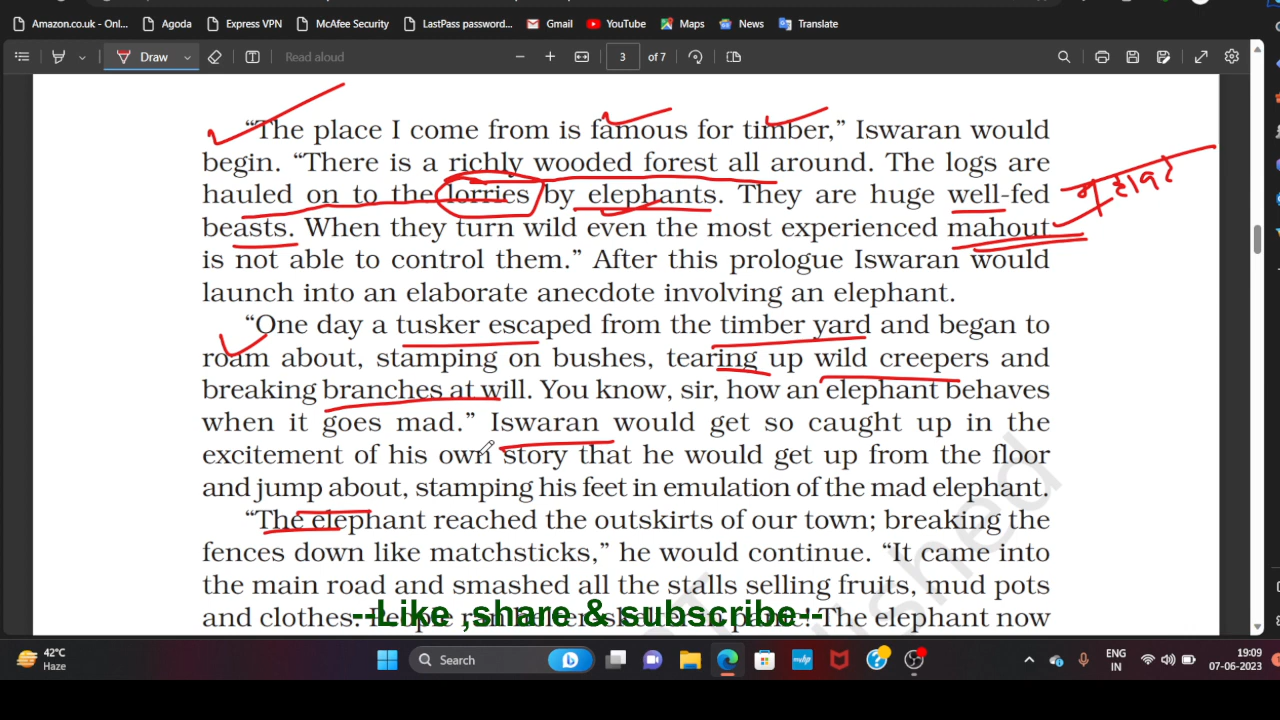 Amazon.co.uk - Onl...
Agoda
Express VPN
McAfee Security
LastPass password...
Gmail
YouTube
Maps
News
Translate
Draw
Read aloud
3
of 7
“The place I come from is famous for timber,” Iswaran would
begin. “There is a richly wooded forest all around. The logs are
hauled on to the lorries by elephants. They are huge well-fed
beasts. When they turn wild even the most experienced mahout
is not able to control them.” After this prologue Iswaran would
launch into an elaborate anecdote involving an elephant.
“One day a tusker escaped from the timber yard and began to
roam about, stamping on bushes, tearing up wild creepers and
breaking branches at will. You know, sir, how an elephant behaves
when it goes mad.” Iswaran would get so caught up in the
excitement of his own story that he would get up from the floor
and jump about, stamping his feet in emulation of the mad elephant.
“The elephant reached the outskirts of our town; breaking the
fences down like matchsticks,” he would continue. “It came into
the main road and smashed all the stalls selling fruits, mud pots
and clothes. People ran helter-skelter in panic! The elephant now
--Like ,share & subscribe--
42°C
Haze
Search
ENG
IN
19:09
07-06-2023